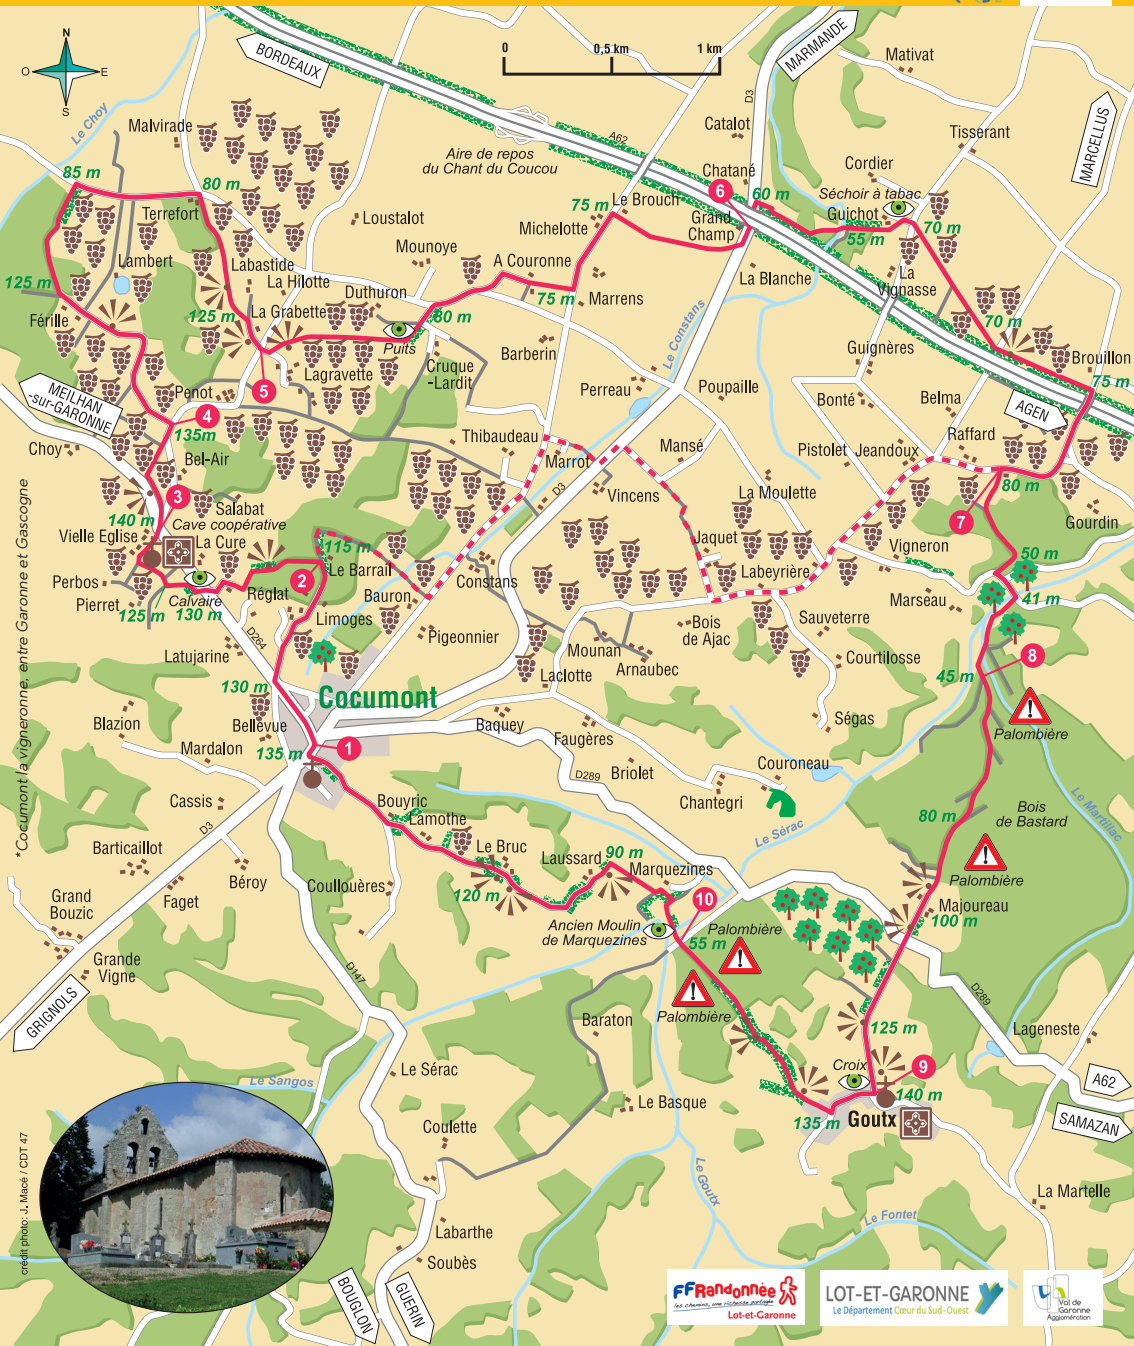 N
O
E
S
BORDEAUX
0
0,5 km
1 km
MARMANDE
Mativat
D3
A62
Catalot
Tisserant
MARCELLUS
Le Choy
Malvirade
Aire de repos
du Chant du Coucou
Chatané
Cordier
Séchoir à tabac
85 m
80 m
6
60 m
Terrefort
Loustalot
75 m
Le Brouch
Michelotte
Grand
Champ
Guichot
55 m
70 m
Mounoye
Lambert
Labastide
La Hilotte
A Couronne
La Blanche
La
Vignasse
125 m
Duthuron
75 m
Marrens
Férille
125 m
La Grabette
80 m
Le Constans
70 m
Puits
Barberin
Guignères
Brouillon
Cruque
-Lardit
Lagravette
75 m
MEILHAN
-sur-GARONNE
Penot
5
Perreau
Poupaille
Bonté
Belma
AGEN
4
135m
Choy
Bel-Air
Thibaudeau
Marrot
Mansé
Pistolet
Jeandoux
Raffard
3
D3
Vincens
La Moulette
80 m
140 m
Salabat
Cave coopérative
7
Gourdin
Vielle Eglise
La Cure
115 m
Jaquet
Vigneron
50 m
Perbos
2
Le Barrail
Constans
Labeyrière
Pierret
125 m
Calvaire
130 m
Réglat
Bauron
Marseau
41 m
Limoges
Pigeonnier
Bois
de Ajac
Sauveterre
D264
Latujarine
Mounan
Arnaubec
Courtilosse
8
130 m
Cocumont
Laclotte
45 m
Blazion
Bellevue
Baquey
Faugères
Ségas
Palombière
Mardalon
135 m
1
D289
Briolet
Couroneau
Cassis
Bouyric
Chantegri
80 m
Bois
de Bastard
Le Martillac
D3
Lamothe
Le Sérac
Barticaillot
Le Bruc
Laussard
90 m
Marquezines
Palombière
Béroy
Coullouères
120 m
Grand
Bouzic
Faget
10
Majoureau
100 m
Ancien Moulin
de Marquezines
55 m
Palombière
Grande
Vigne
D147
D289
GRIGNOLS
Palombière
Baraton
125 m
Lageneste
Le Sérac
Croix
9
Le Sangos
Le Basque
140 m
A62
135 m
Goutx
SAMAZAN
Coulette
Le Goutx
La Martelle
Le Fontet
Labarthe
Soubès
BOUGLON
GUERIN
*Cocumont la vigneronne, entre Garonne et Gascogne
crédit photo: J. Macé / CDT 47
FFRandonnée
les chemins, une richesse partagée
Lot-et-Garonne
LOT-ET-GARONNE
Le Département Cœur du Sud-Ouest
Val de
Garonne
Agglomération